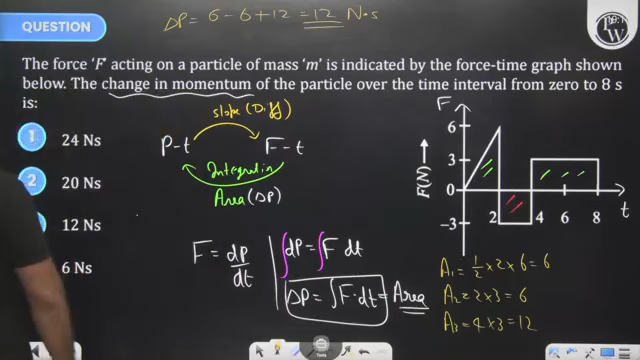 QUESTION
ΔP = 6 - 6 + 12 = 12 N·s
The force 'F' acting on a particle of mass 'm' is indicated by the force-time graph shown
below. The change in momentum of the particle over the time interval from zero to 8 s
is:
1 24 Ns
2 20 Ns
12 Ns
6 Ns
slope (Diff)
P-t F-t
Integration
Area (ΔP)
F = dP/dt
∫dP = ∫F dt
ΔP = ∫F·dt = Area
F
6
3
0
-3
F(N)
2 4 6 8
A₁ = 1/2 × 2 × 6 = 6
A₂ = 2 × 3 = 6
A₃ = 4 × 3 = 12
Tools